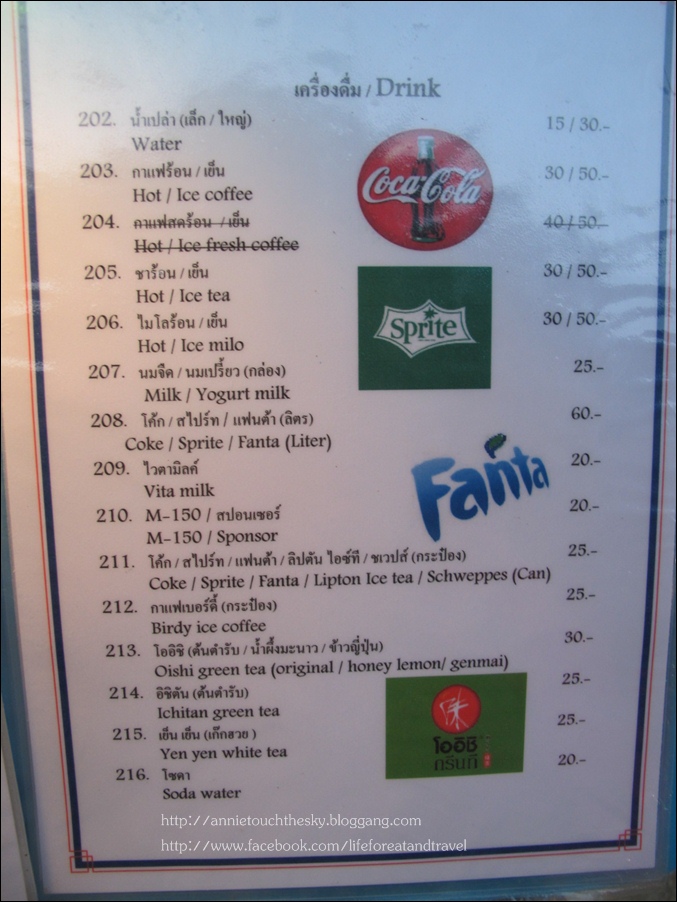 เครื่องดื่ม / Drink
202. น้ำเปล่า (เล็ก / ใหญ่) 15 / 30.-
Water
203. กาแฟร้อน / เย็น 30 / 50.-
Hot / Ice coffee
Coca-Cola
204. กาแฟสดร้อน / เย็น 40 / 50.-
Hot / Ice fresh coffee
205. ชาร้อน / เย็น 30 / 50.-
Hot / Ice tea
Sprite
206. ไมโลร้อน / เย็น 30 / 50.-
Hot / Ice milo
207. นมจืด / นมเปรี้ยว (กล่อง) 25.-
Milk / Yogurt milk
208. โค้ก / สไปร์ท / แฟนต้า (ลิตร) 60.-
Coke / Sprite / Fanta (Liter)
209. ไวตามิลค์ 20.-
Vita milk
Fanta
210. M-150 / สปอนเซอร์ 20.-
M-150 / Sponsor
211. โค้ก / สไปร์ท / แฟนต้า / ลิปตัน ไอซ์ที / ชเวปส์ (กระป๋อง) 25.-
Coke / Sprite / Fanta / Lipton Ice tea / Schweppes (Can)
212. กาแฟเบอร์ดี้ (กระป๋อง) 25.-
Birdy ice coffee
213. โออิชิ (ต้นตำรับ / น้ำผึ้งมะนาว / ข้าวญี่ปุ่น) 30.-
Oishi green tea (original / honey lemon/ genmai)
214. อิชิตัน (ต้นตำรับ) 25.-
Ichitan green tea
215. เย็น เย็น (เก๊กฮวย ) 25.-
Yen yen white tea
โออิชิ
กรีนที
216. โซดา 20.-
Soda water
http://annietouchthesky.bloggang.com
http://www.facebook.com/lifeforeatandtravel